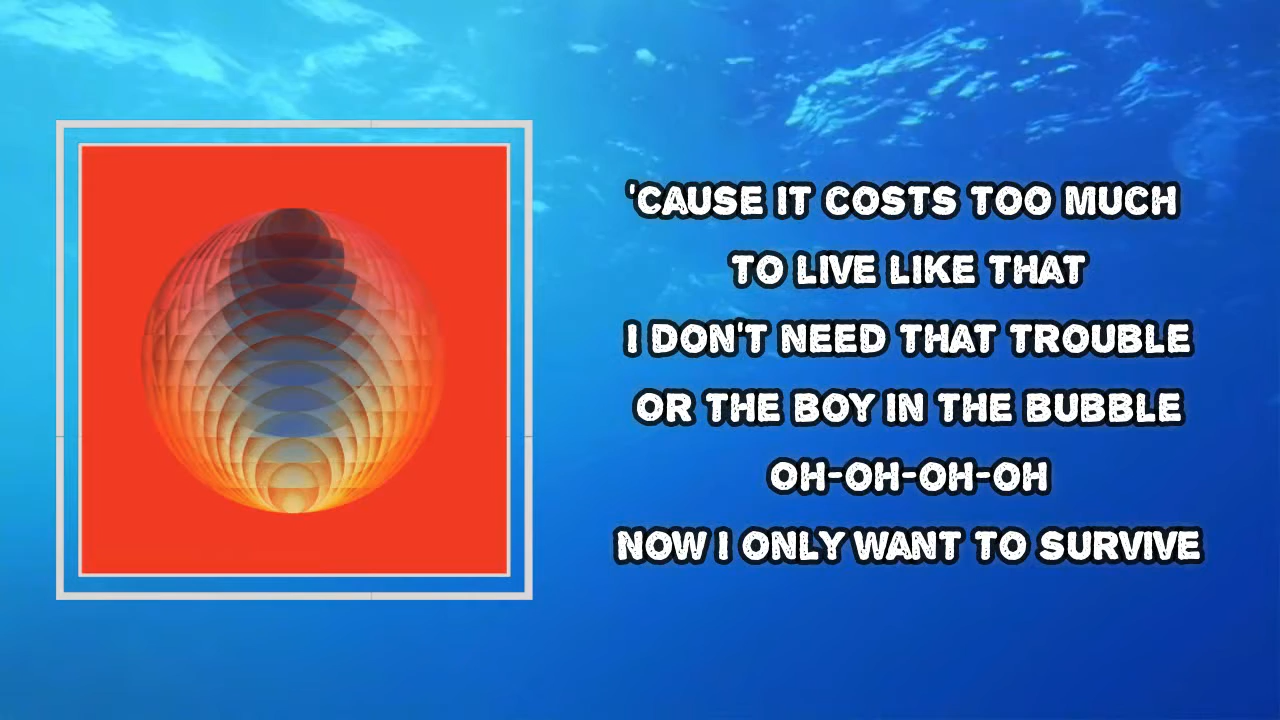 'CAUSE IT COSTS TOO MUCH
TO LIVE LIKE THAT
I DON'T NEED THAT TROUBLE
OR THE BOY IN THE BUBBLE
OH-OH-OH-OH
NOW I ONLY WANT TO SURVIVE